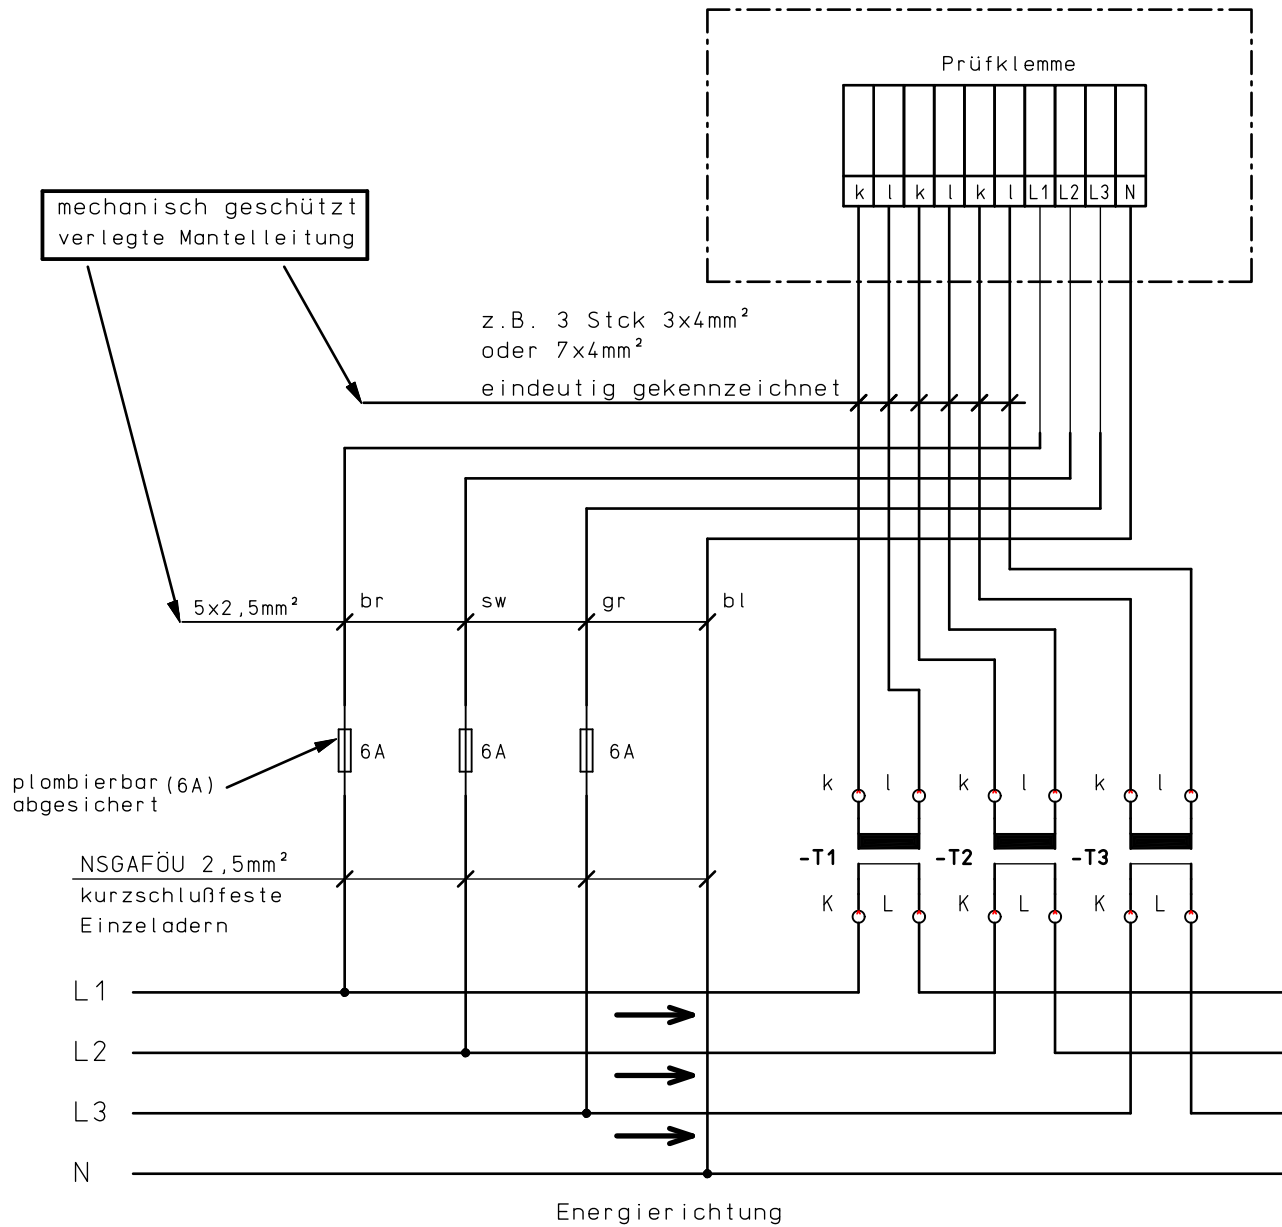 Prüfklemme
k l k l k l L1 L2 L3 N
mechanisch geschützt
verlegte Mantelleitung
z.B. 3 Stck 3x4mm²
oder 7x4mm²
eindeutig gekennzeichnet
5x2,5mm² br sw gr bl
6A 6A 6A
plombierbar (6A)
abgesichert
k l k l k l
-T1 -T2 -T3
NSGAFÖU 2,5mm²
kurzschlußfeste
Einzeladern
K L K L K L
L1
L2
L3
N
Energierichtung